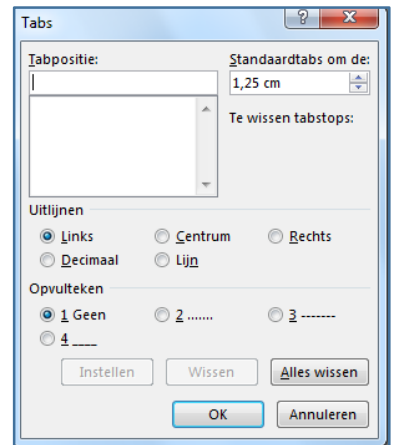 Tabs
Tabpositie:
Standaardtabs om de:
1,25 cm
Te wissen tabstops:
Uitlijnen
Links
Centrum
Rechts
Decimaal
Lijn
Opvulteken
1 Geen
2 .......
3 -------
4 ____
Instellen
Wissen
Alles wissen
OK
Annuleren